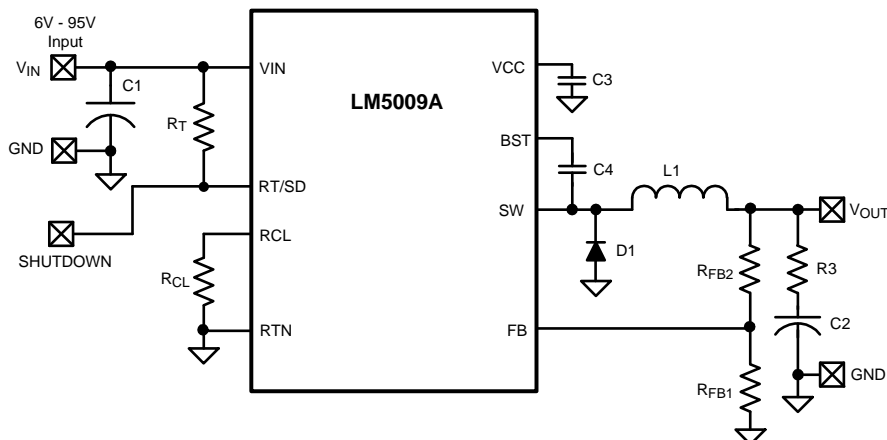 6V - 95V
Input
VIN
C1
GND
RT
SHUTDOWN
RCL
VIN
RT/SD
RCL
RTN
LM5009A
VCC
BST
SW
FB
C3
C4
L1
D1
VOUT
RFB2
R3
C2
GND
RFB1